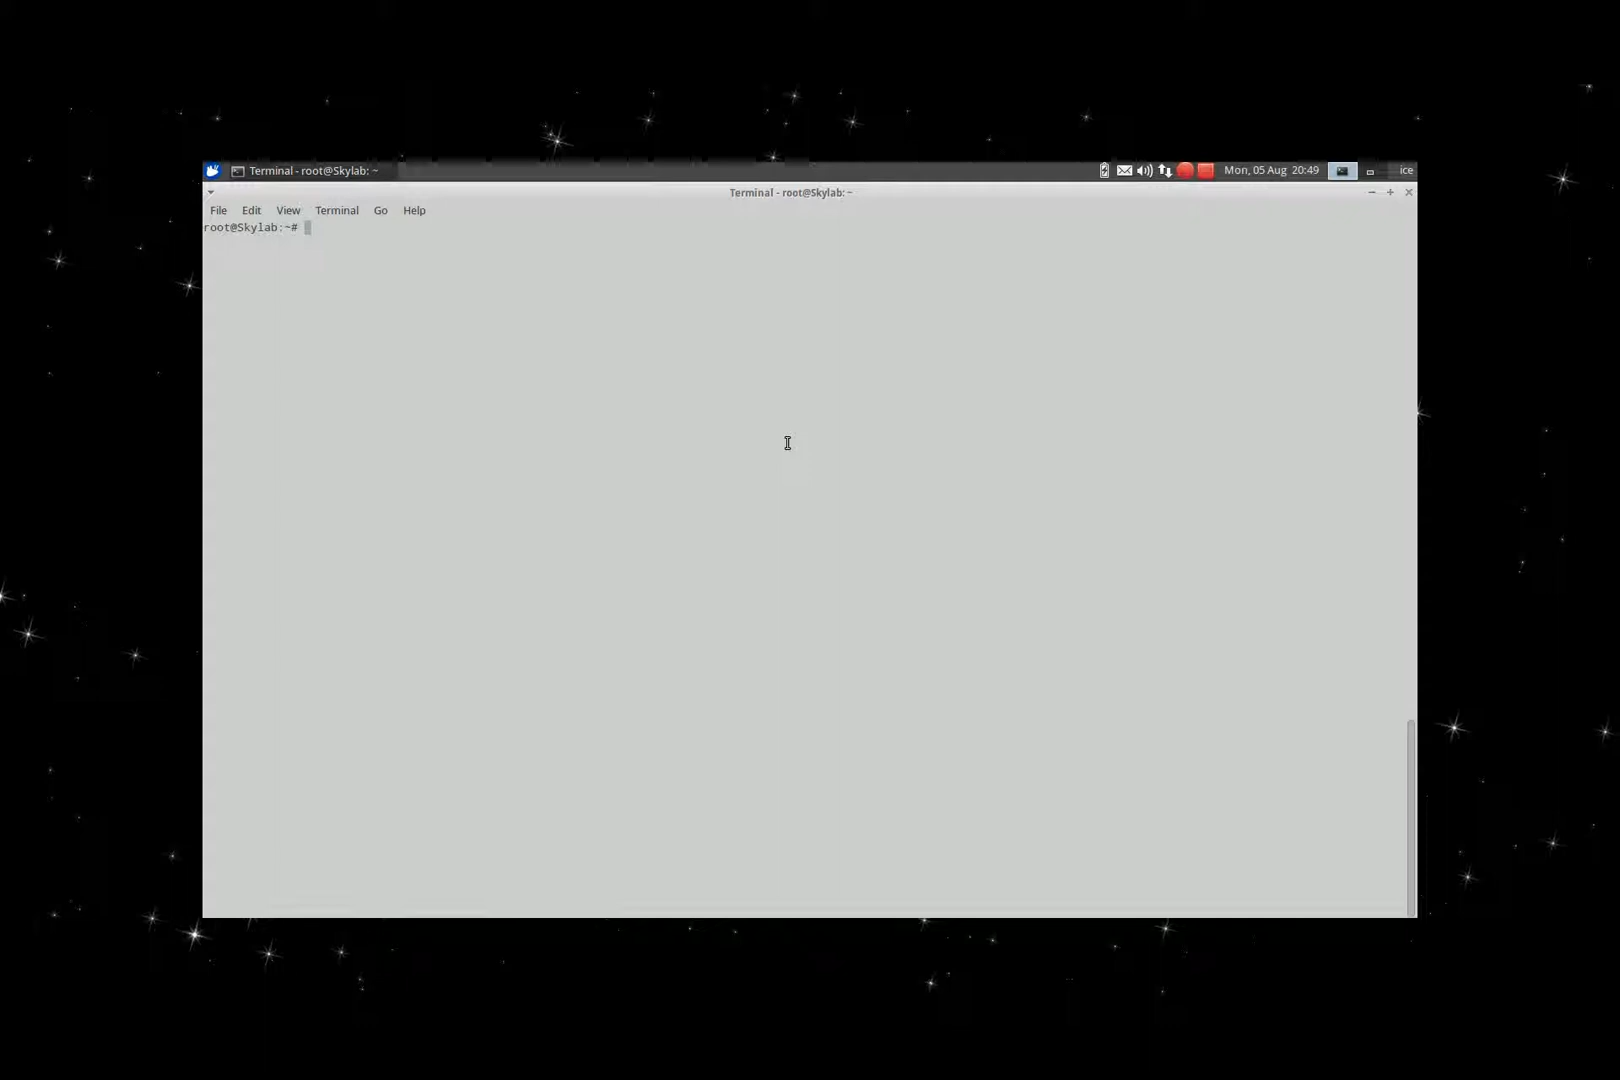 Terminal - root@Skylab: ~
Mon, 05 Aug 20:49
ice
Terminal - root@Skylab: ~
File Edit View Terminal Go Help
root@Skylab:~#